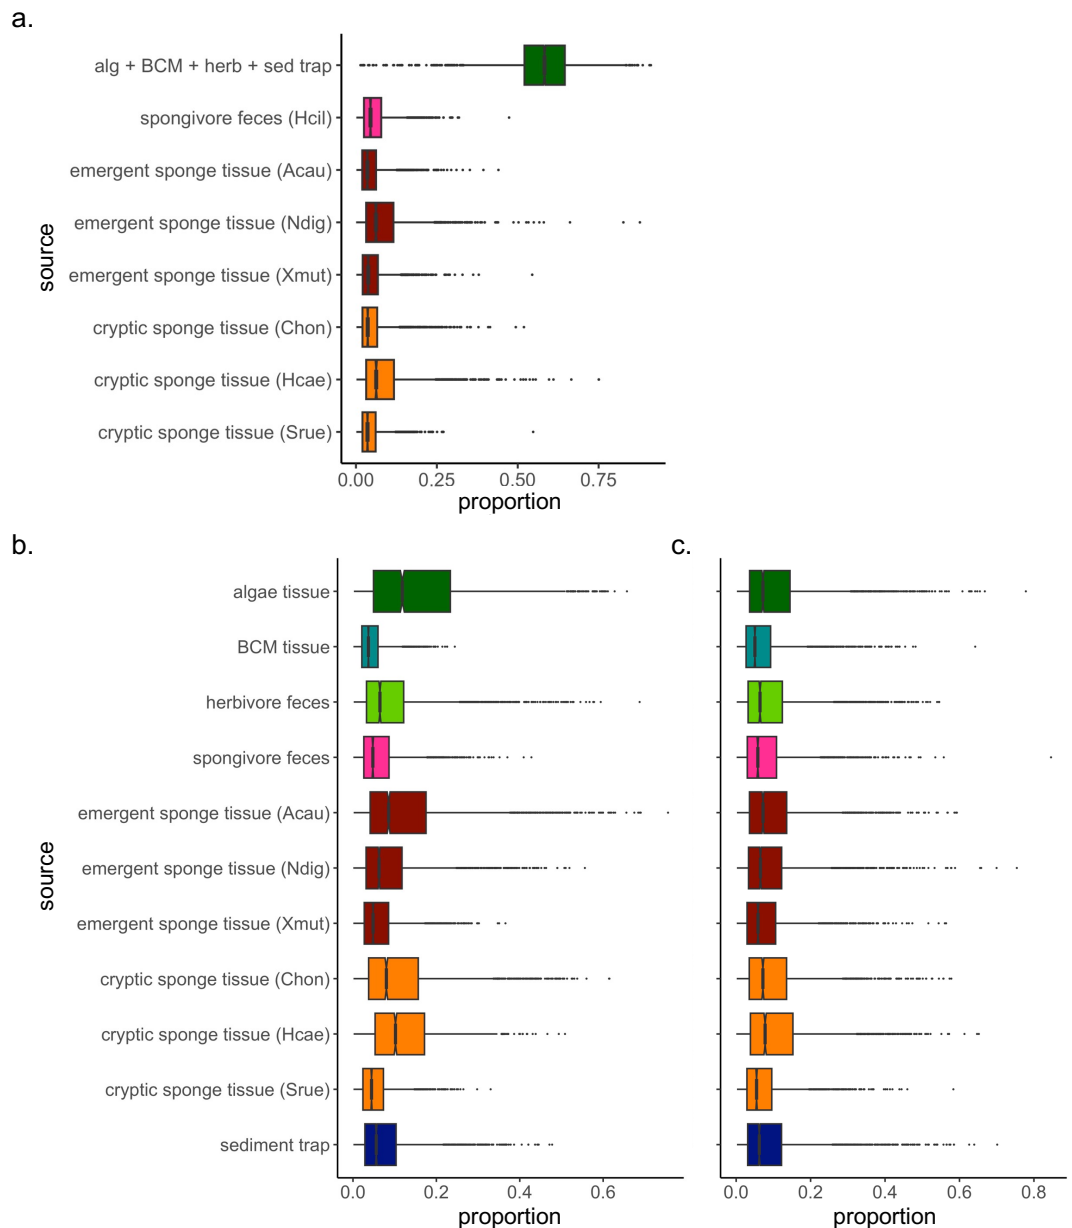 a.
alg + BCM + herb + sed trap
spongivore feces (Hcil)
emergent sponge tissue (Acau)
emergent sponge tissue (Ndig)
emergent sponge tissue (Xmut)
cryptic sponge tissue (Chon)
cryptic sponge tissue (Hcae)
cryptic sponge tissue (Srue)
source
0.00 0.25 0.50 0.75
proportion
b.
algae tissue
BCM tissue
herbivore feces
spongivore feces
emergent sponge tissue (Acau)
emergent sponge tissue (Ndig)
emergent sponge tissue (Xmut)
cryptic sponge tissue (Chon)
cryptic sponge tissue (Hcae)
cryptic sponge tissue (Srue)
sediment trap
source
0.0 0.2 0.4 0.6
proportion
c.
0.0 0.2 0.4 0.6 0.8
proportion